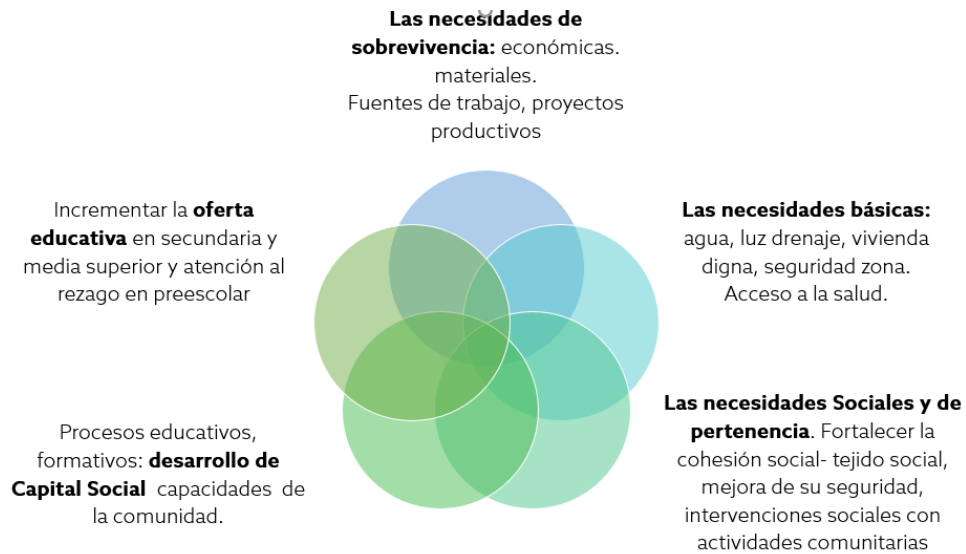 Las necesidades de
sobrevivencia: económicas.
materiales.
Fuentes de trabajo, proyectos
productivos
Incrementar la oferta
educativa en secundaria y
media superior y atención al
rezago en preescolar
Las necesidades básicas:
agua, luz drenaje, vivienda
digna, seguridad zona.
Acceso a la salud.
Procesos educativos,
formativos: desarrollo de
Capital Social capacidades de
la comunidad.
Las necesidades Sociales y de
pertenencia. Fortalecer la
cohesión social- tejido social,
mejora de su seguridad,
intervenciones sociales con
actividades comunitarias